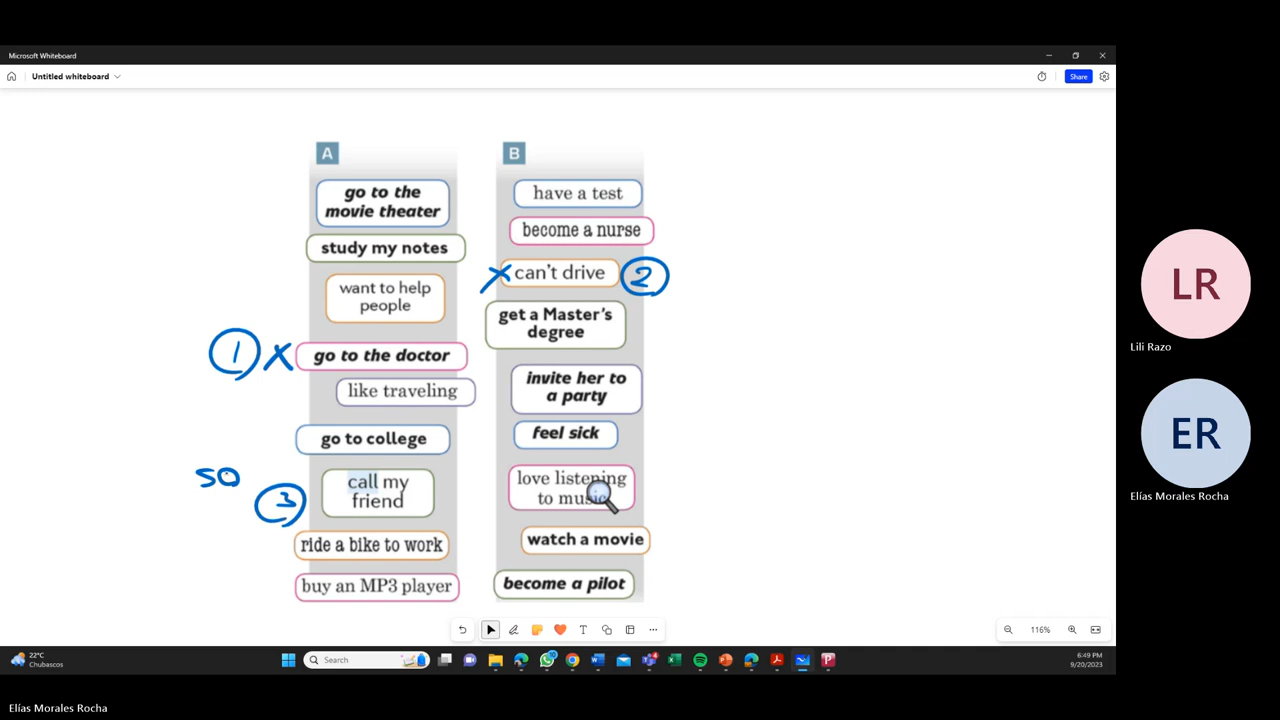 Microsoft Whiteboard
Untitled whiteboard
Share
A
go to the
movie theater
study my notes
want to help
people
1 x go to the doctor
like traveling
go to college
so
3
call my
friend
ride a bike to work
buy an MP3 player
B
have a test
become a nurse
x can't drive 2
get a Master's
degree
invite her to
a party
feel sick
love listening
to music
watch a movie
become a pilot
LR
Lili Razo
ER
Elías Morales Rocha
116%
22°C
Chubascos
Search
6:49 PM
9/20/2023
Elías Morales Rocha